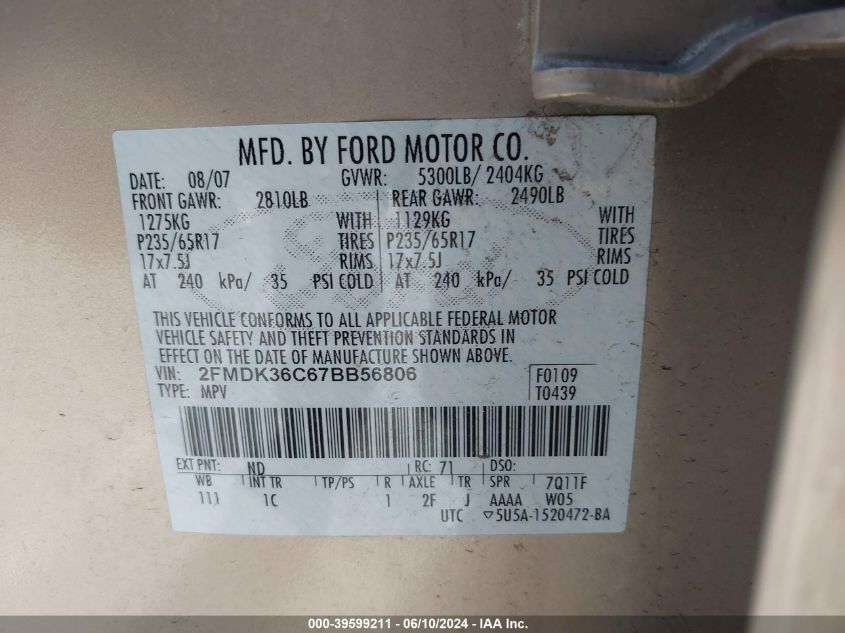 MFD. BY FORD MOTOR CO.
DATE: 08/07 GVWR: 5300LB/ 2404KG
FRONT GAWR: 2810LB REAR GAWR: 2490LB
1275KG WITH 1129KG WITH
P235/65R17 TIRES P235/65R17 TIRES
17x7.5J RIMS 17x7.5J RIMS
AT 240 kPa/ 35 PSI COLD AT 240 kPa/ 35 PSI COLD
THIS VEHICLE CONFORMS TO ALL APPLICABLE FEDERAL MOTOR
VEHICLE SAFETY AND THEFT PREVENTION STANDARDS IN
EFFECT ON THE DATE OF MANUFACTURE SHOWN ABOVE.
VIN: 2FMDK36C67BB56806 F0109
TYPE: MPV T0439
EXT PNT: ND RC: 71 DSO:
WB INT TR TP/PS R AXLE TR SPR 7Q11F
111 1C 1 2F J AAAA W05
UTC ▽5U5A-1520472-BA
000-39599211 - 06/10/2024 - IAA Inc.